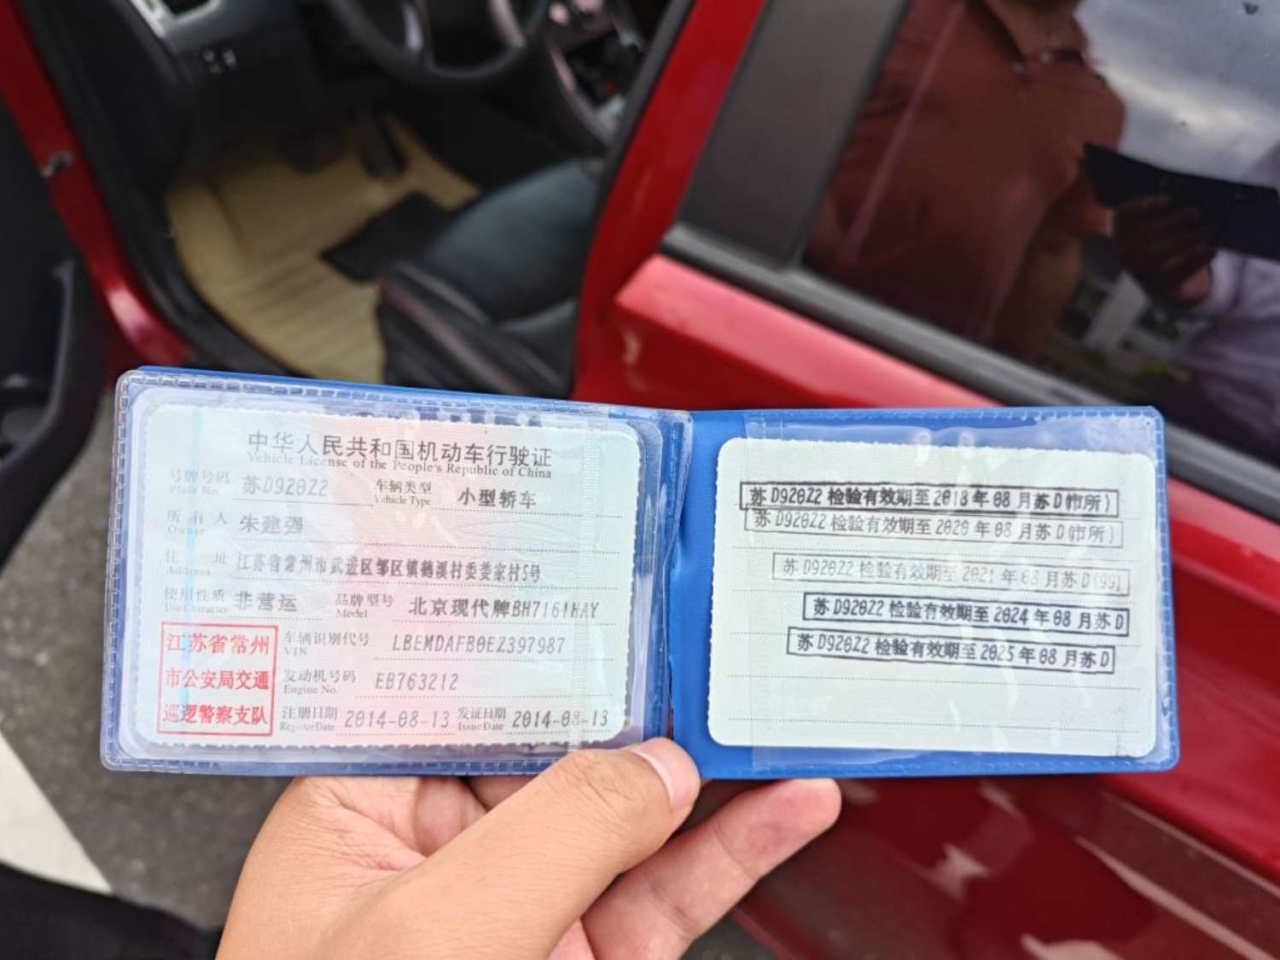 中华人民共和国机动车行驶证
Vehicle License of the People's Republic of China
号牌号码 苏D920Z2 车辆类型 小型轿车
Plate No. Vehicle Type
所有人 朱建强
Owner
住址 江苏省常州市武进区邹区镇鹤溪村委姜家村5号
Address
使用性质 非营运 品牌型号 北京现代牌BH7161HAY
Use Character Model
江苏省常州
市公安局交通
巡逻警察支队
车辆识别代号 LBEMDAFB0EZ397987
VIN
发动机号码 EB763212
Engine No.
注册日期 2014-08-13 发证日期 2014-08-13
Register Date Issue Date
苏D920Z2 检验有效期至2018年08月苏D(市所)
苏D920Z2 检验有效期至2020年08月苏D(市所)
苏D920Z2 检验有效期至2021年08月苏D(99)
苏D920Z2 检验有效期至2024年08月苏D
苏D920Z2 检验有效期至2025年08月苏D